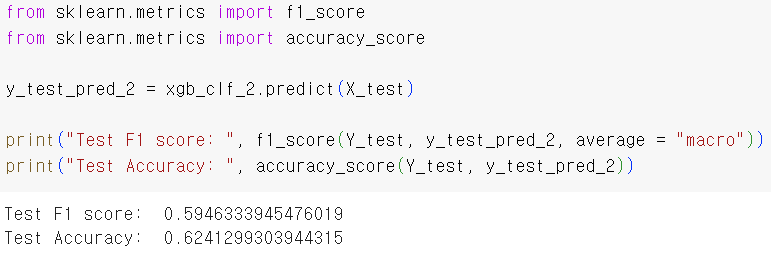 from sklearn.metrics import f1_score
from sklearn.metrics import accuracy_score
y_test_pred_2 = xgb_clf_2.predict(X_test)
print("Test F1 score: ", f1_score(Y_test, y_test_pred_2, average = "macro"))
print("Test Accuracy: ", accuracy_score(Y_test, y_test_pred_2))
Test F1 score:  0.5946333945476019
Test Accuracy:  0.6241299303944315